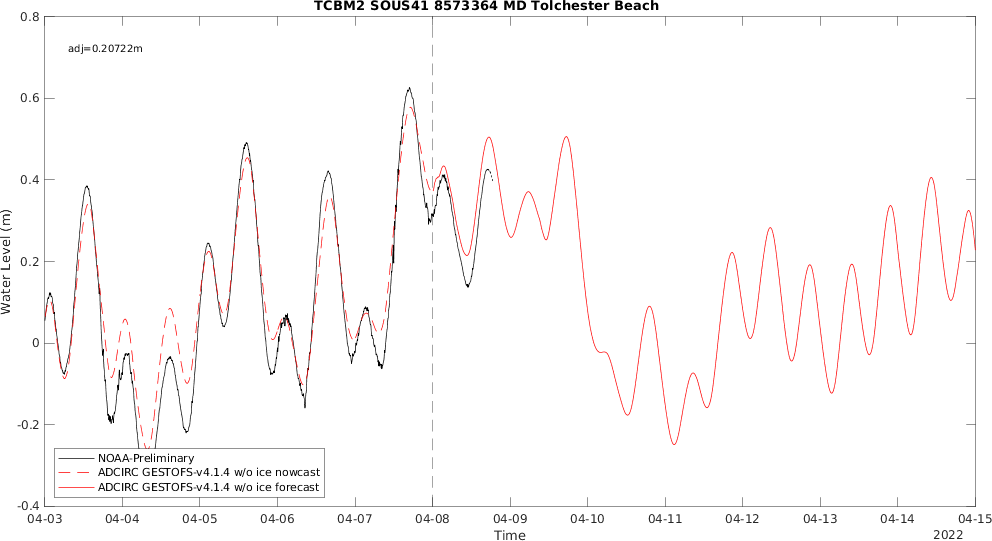 TCBM2 SOUS41 8573364 MD Tolchester Beach
adj=0.20722m
0.8
0.6
0.4
0.2
0
-0.2
-0.4
Water Level (m)
NOAA-Preliminary
ADCIRC GESTOFS-v4.1.4 w/o ice nowcast
ADCIRC GESTOFS-v4.1.4 w/o ice forecast
04-03 04-04 04-05 04-06 04-07 04-08 04-09 04-10 04-11 04-12 04-13 04-14 04-15
Time
2022